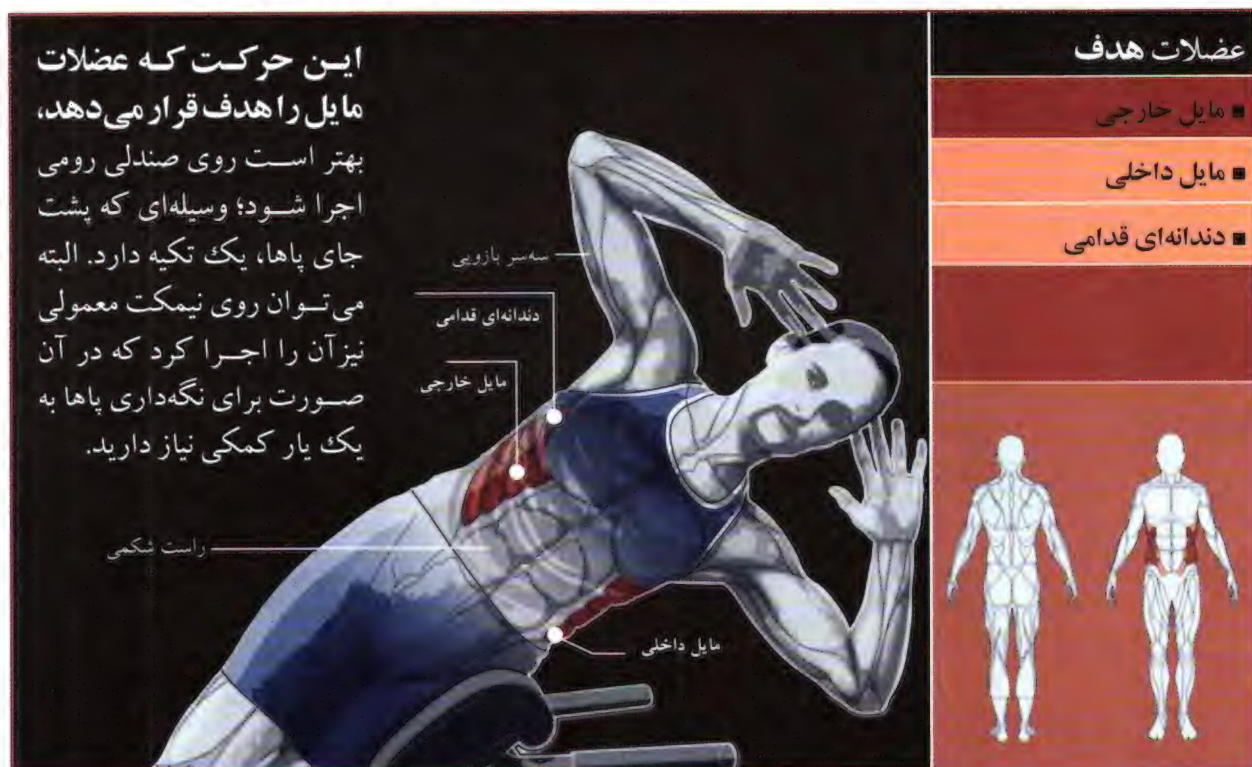 عضلات هدف
■ مایل خارجی
■ مایل داخلی
■ دندانه‌ای قدامی
این حرکت که عضلات
مایل را هدف قرار می‌دهد،
بهتر است روی صندلی رومی
اجرا شود؛ وسیله‌ای که پشت
جای پاها، یک تکیه دارد. البته
می‌توان روی نیمکت معمولی
نیز آن را اجرا کرد که در آن
صورت برای نگه‌داری پاها به
یک یار کمکی نیاز دارید.
سه‌سر بازویی
دندانه‌ای قدامی
مایل خارجی
راست شکمی
مایل داخلی